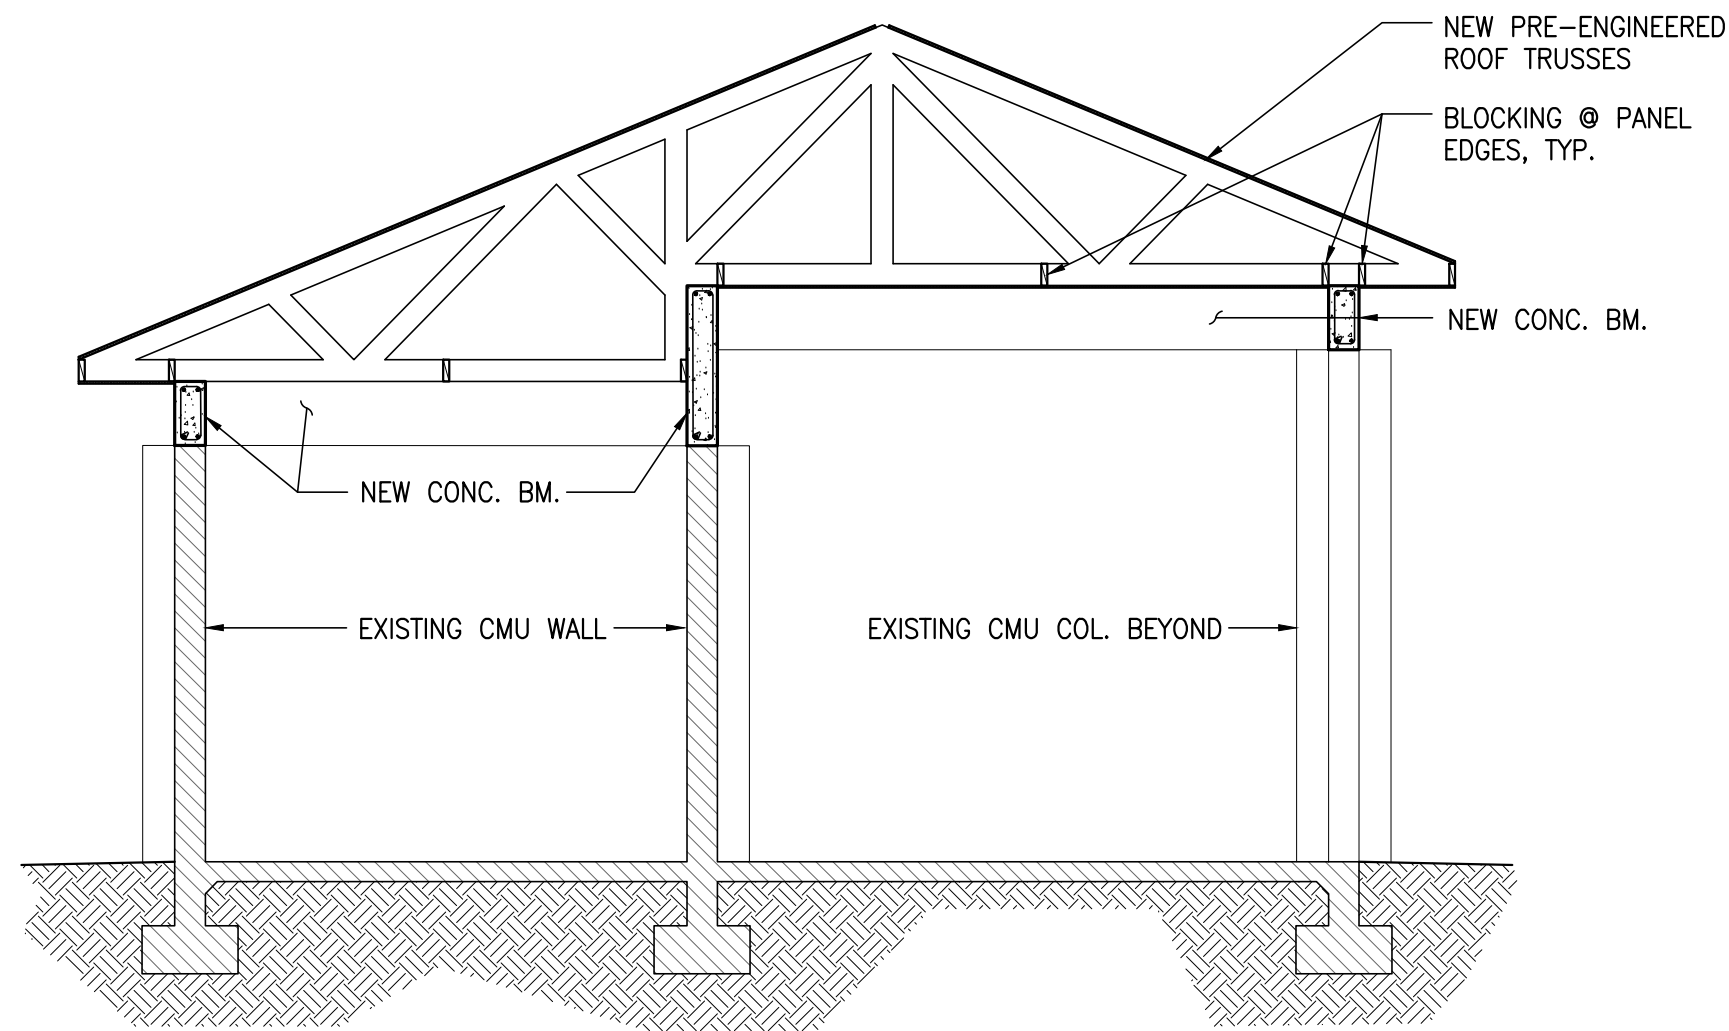 NEW PRE-ENGINEERED
ROOF TRUSSES
BLOCKING @ PANEL
EDGES, TYP.
NEW CONC. BM.
NEW CONC. BM.
EXISTING CMU WALL
EXISTING CMU COL. BEYOND